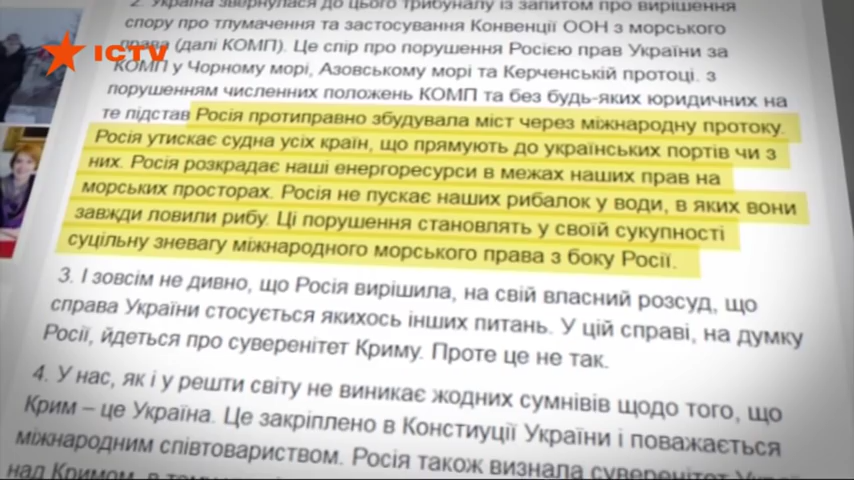 2. Україна звернулася до цього трибуналу із запитом про вирішення
спору про тлумачення та застосування Конвенції ООН з морського
права (далі КОМП). Це спір про порушення Росією прав України за
КОМП у Чорному морі, Азовському морі та Керченській протоці. з
порушенням численних положень КОМП та без будь-яких юридичних на
те підстав Росія протиправно збудувала міст через міжнародну протоку.
Росія утискає судна усіх країн, що прямують до українських портів чи з
них. Росія розкрадає наші енергоресурси в межах наших прав на
морських просторах. Росія не пускає наших рибалок у води, в яких вони
завжди ловили рибу. Ці порушення становлять у своїй сукупності
суцільну зневагу міжнародного морського права з боку Росії.
3. І зовсім не дивно, що Росія вирішила, на свій власний розсуд, що
справа України стосується якихось інших питань. У цій справі, на думку
Росії, йдеться про суверенітет Криму. Проте це не так.
4. У нас, як і у решти світу не виникає жодних сумнівів щодо того, що
Крим – це Україна. Це закріплено в Констиуції України і поважається
міжнародним співтовариством. Росія також визнала суверенітет
над Кримом, в
ICTV